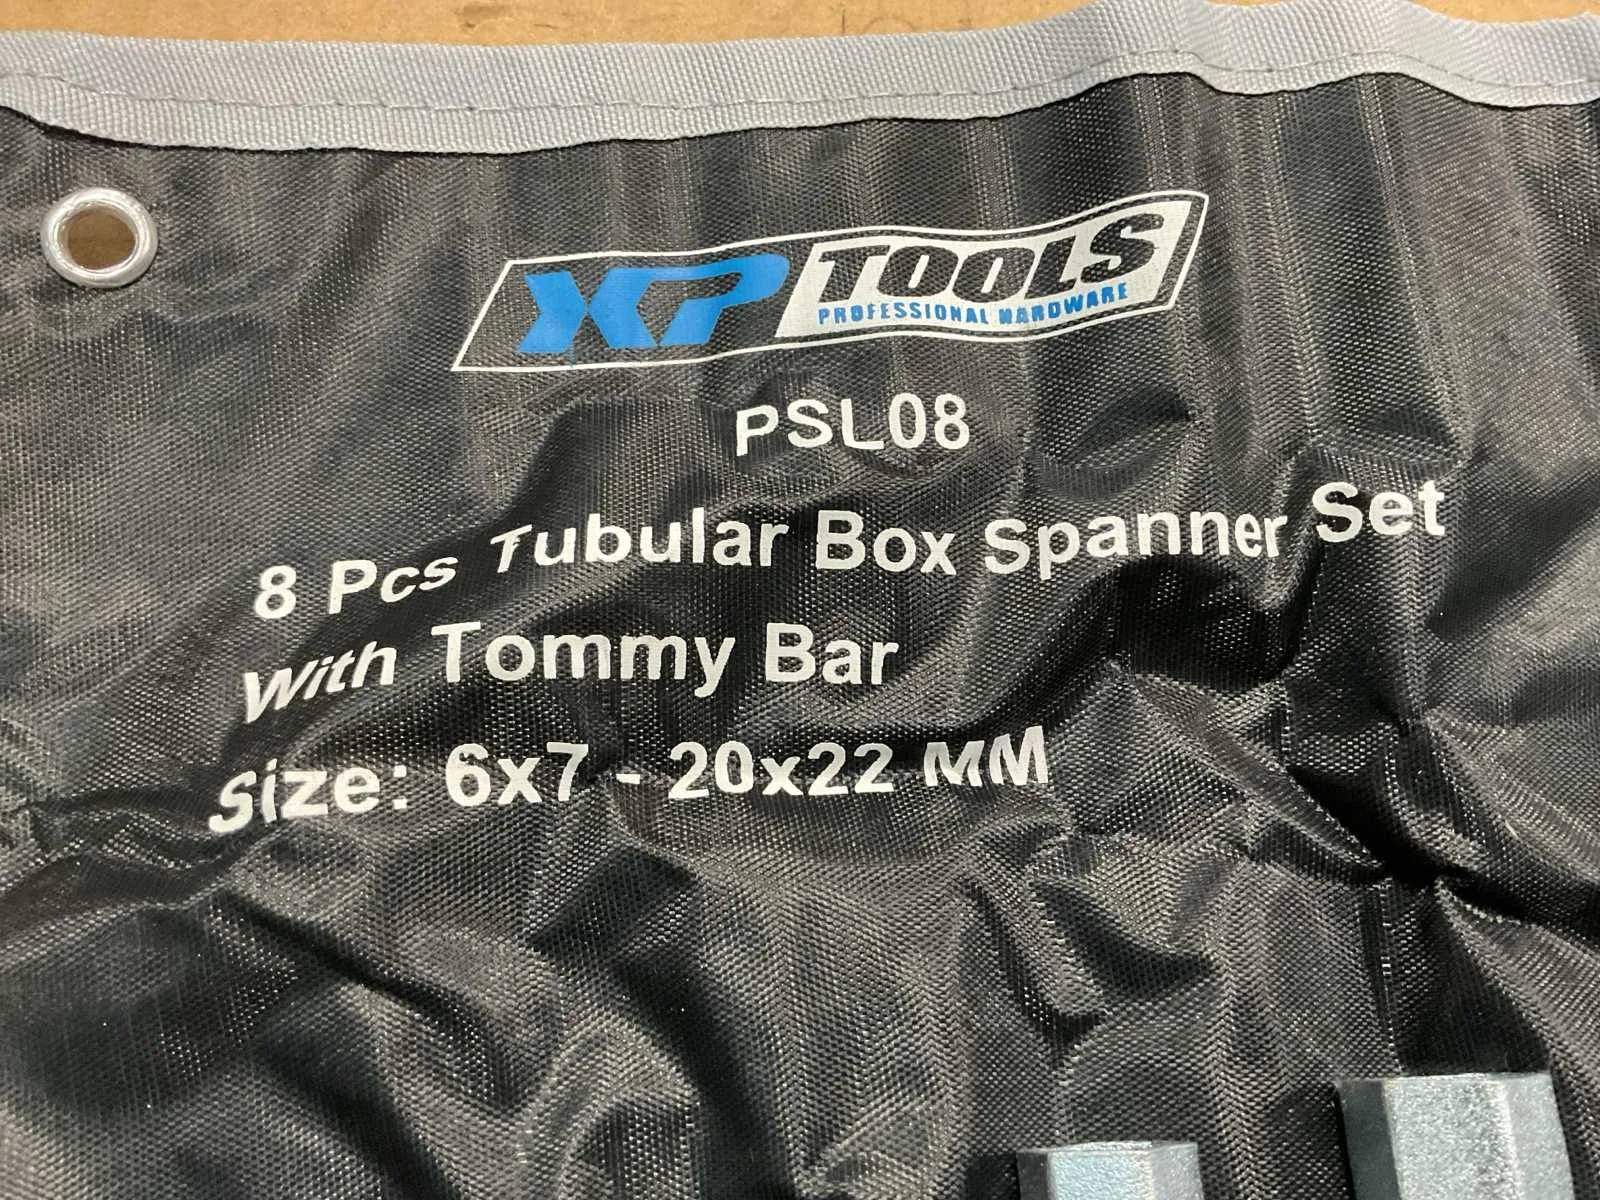 XP TOOLS
PROFESSIONAL HARDWARE
PSL08
8 Pcs Tubular Box Spanner Set
With Tommy Bar
Size: 6x7 - 20x22 MM